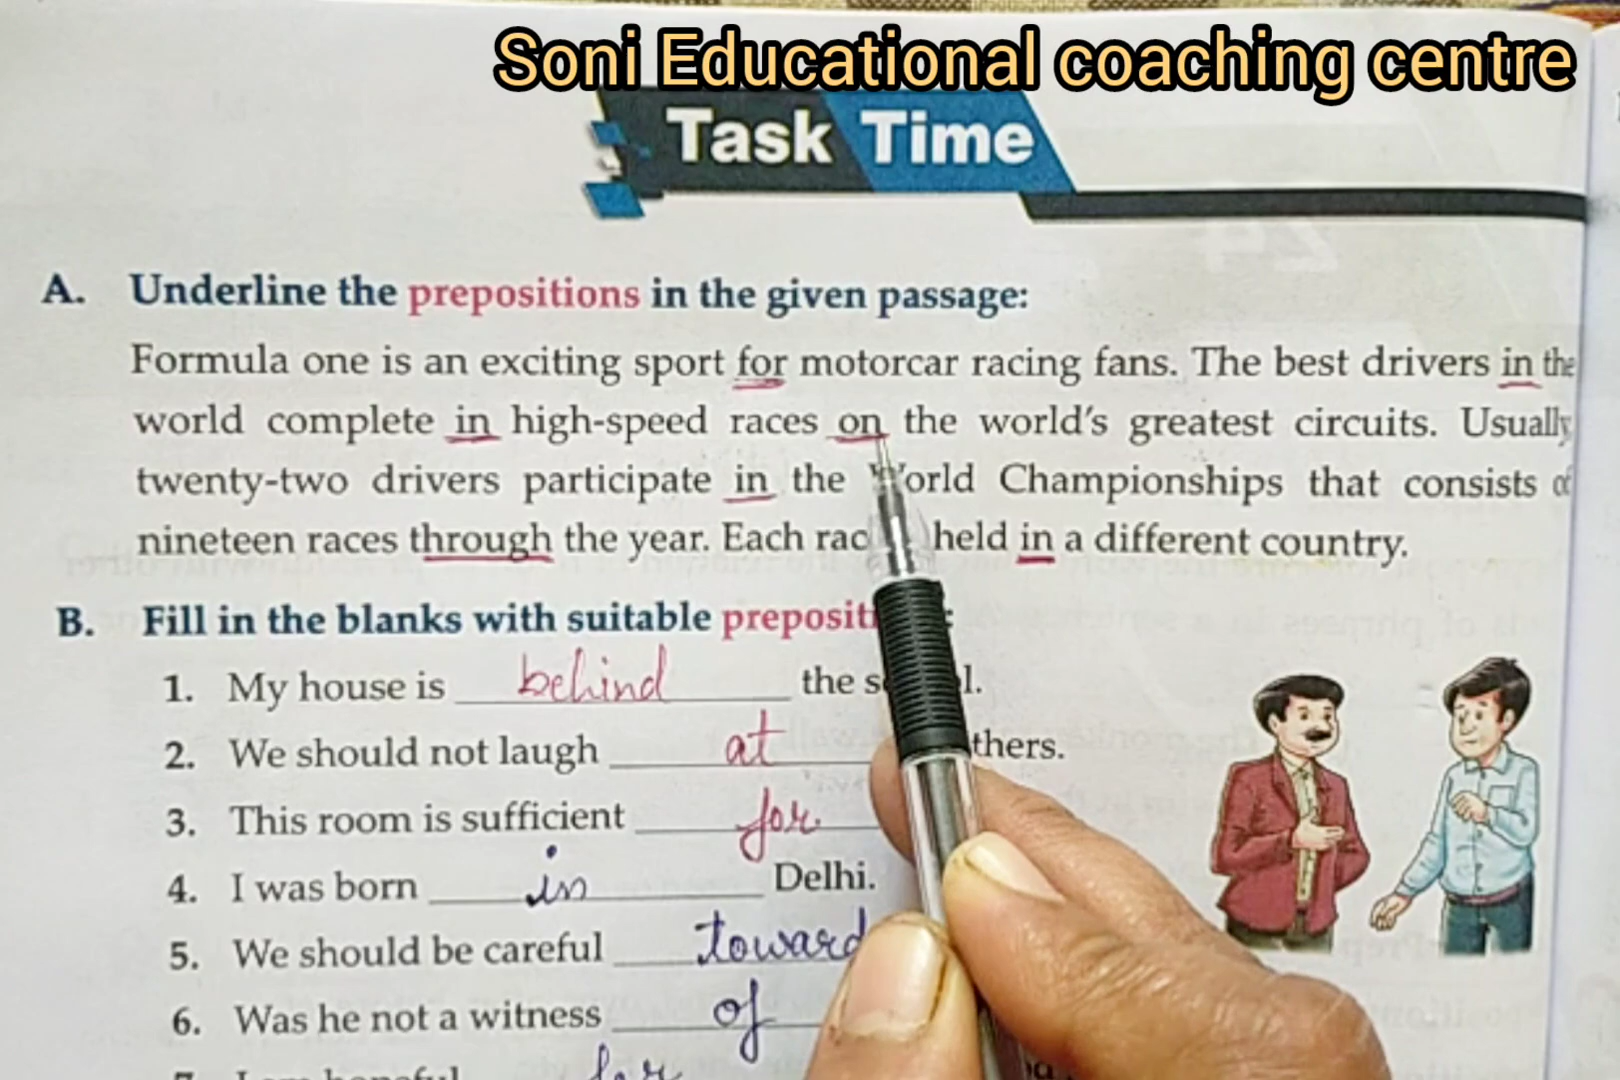 Soni Educational coaching centre
Task Time
A. Underline the prepositions in the given passage:
Formula one is an exciting sport for motorcar racing fans. The best drivers in the
world complete in high-speed races on the world's greatest circuits. Usually
twenty-two drivers participate in the World Championships that consists of
nineteen races through the year. Each held in a different country.
B. Fill in the blanks with suitable
1. My house is behind the
2. We should not laugh at
3. This room is sufficient for
4. I was born in Delhi.
5. We should be careful toward
6. Was he not a witness of
for